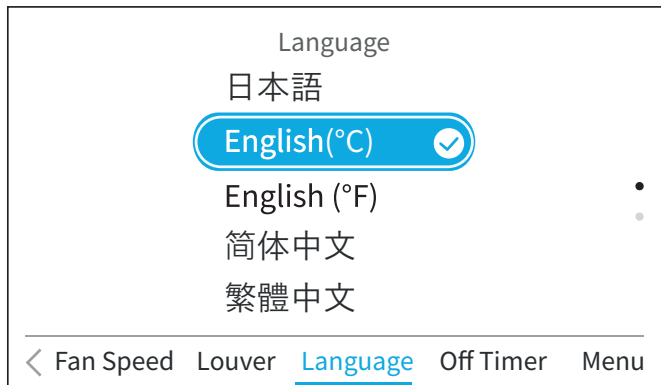 Language
日本語
English(°C)
English (°F)
简体中文
繁體中文
Fan Speed Louver Language Off Timer Menu